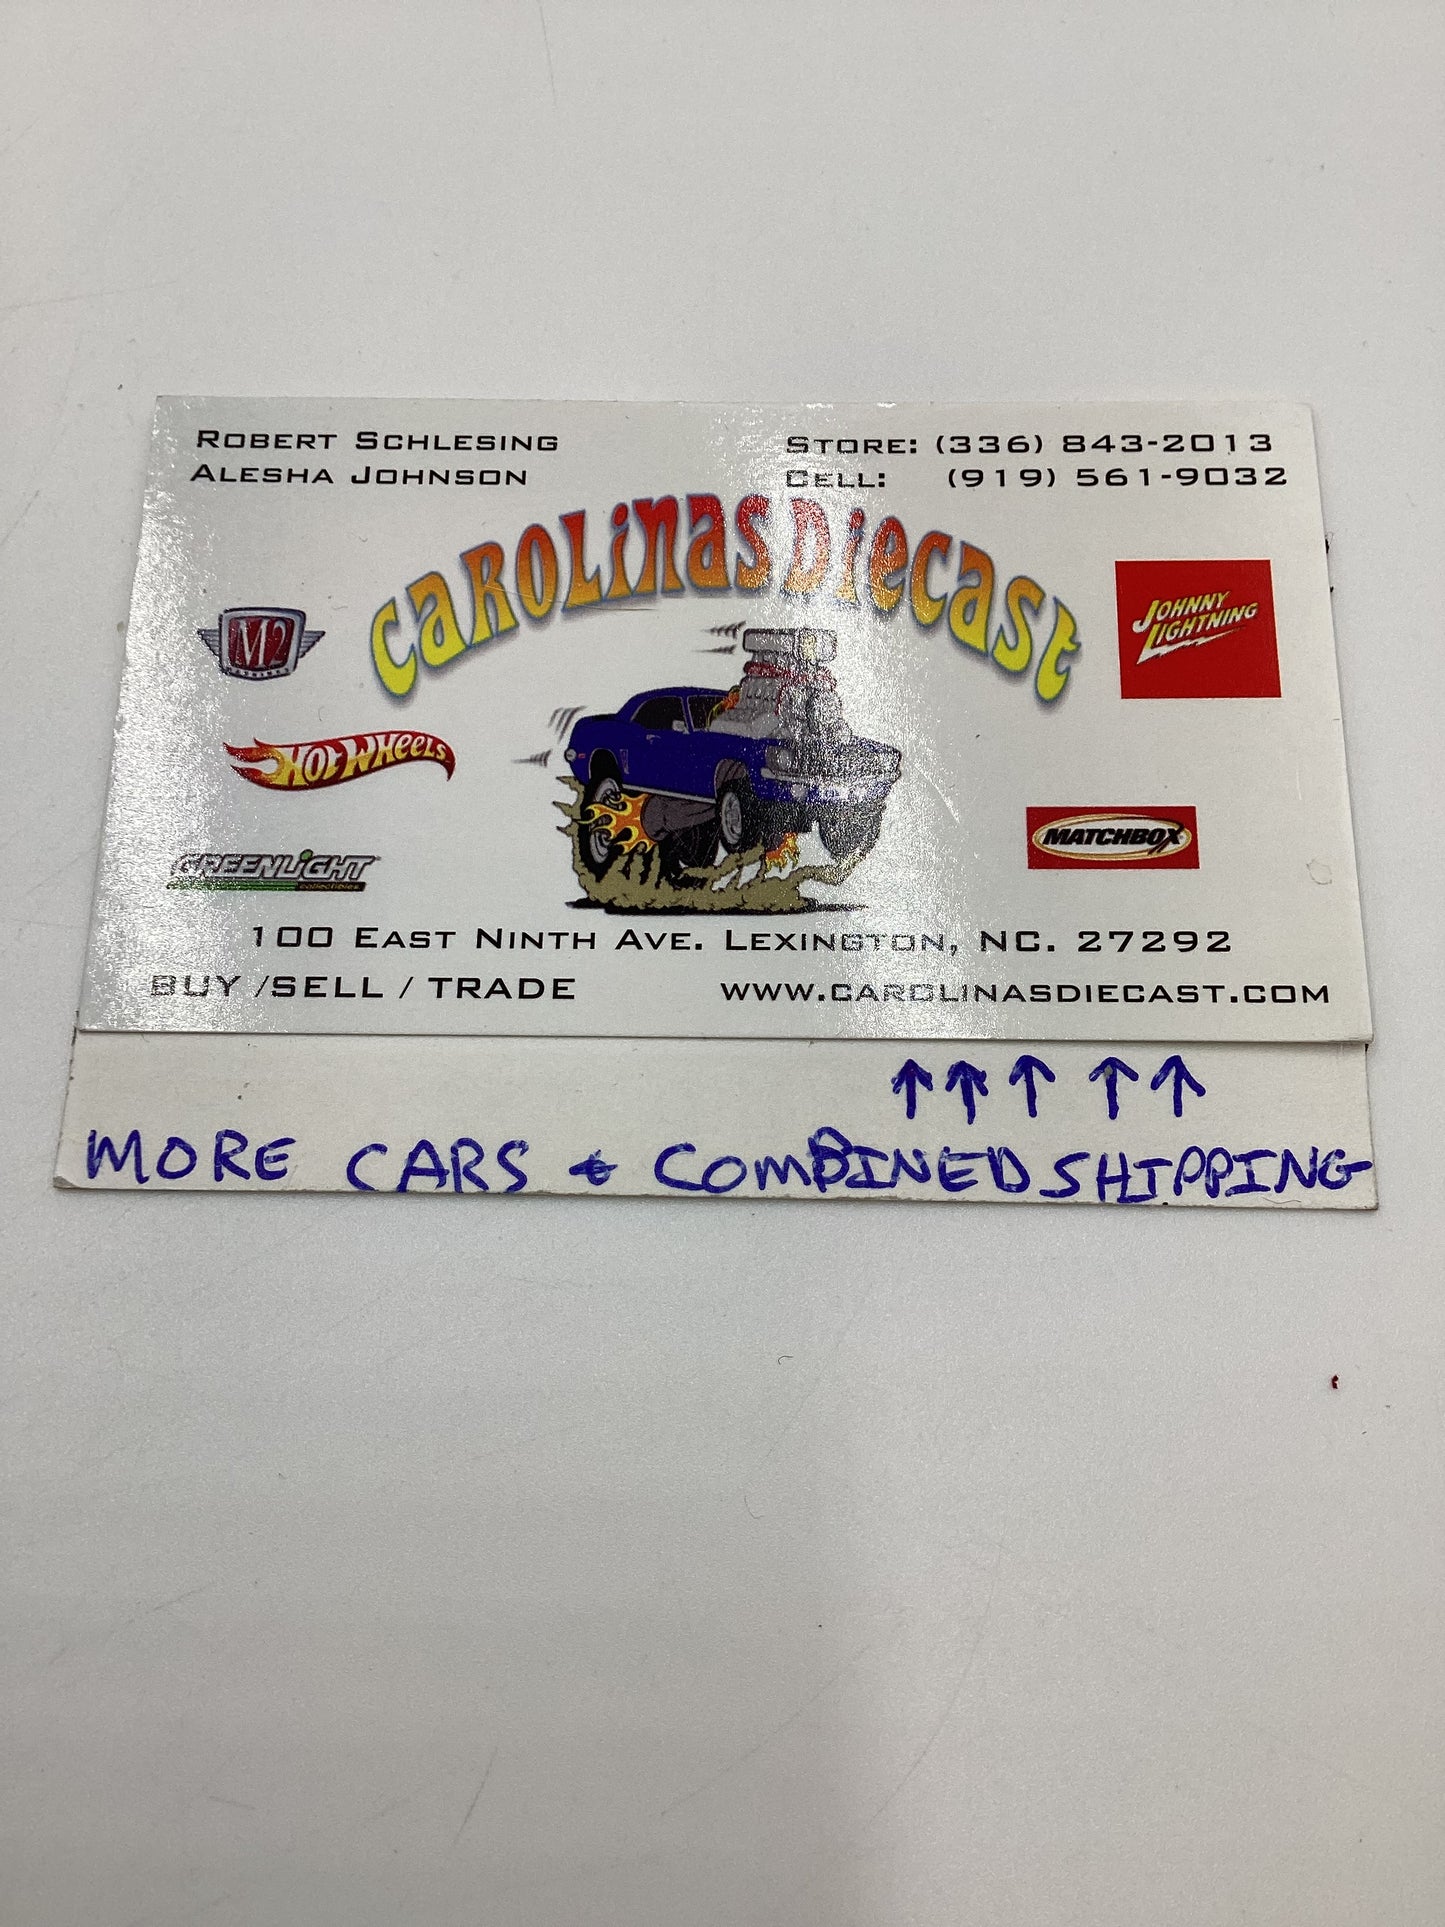 ROBERT SCHLESING
ALESHA JOHNSON
STORE: (336) 843-2013
CELL: (919) 561-9032
CAROLINAS DIECAST
M2
JOHNNY LIGHTNING
HOT WHEELS
MATCHBOX
GREENLIGHT
collectibles
100 EAST NINTH AVE. LEXINGTON, NC. 27292
BUY /SELL / TRADE
WWW.CAROLINASDIECAST.COM
↑↑↑↑↑
MORE CARS & COMBINED SHIPPING